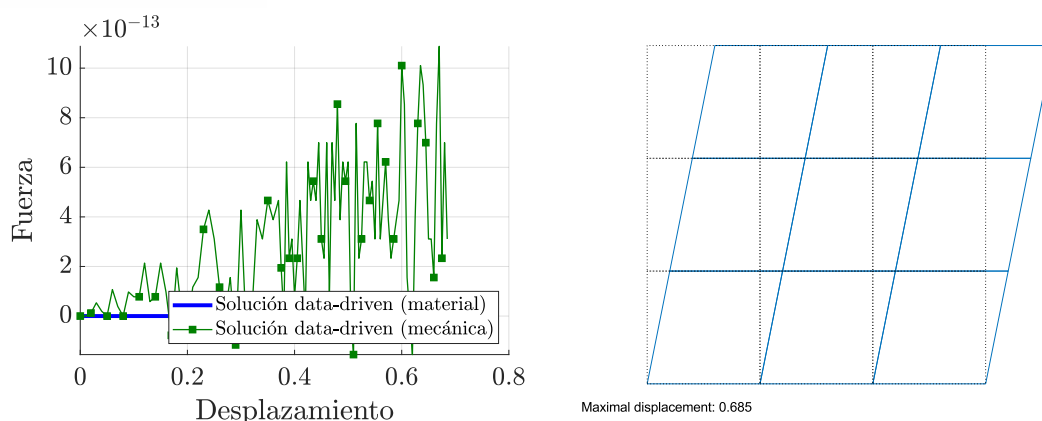 ×10⁻¹³
10
8
6
4
2
0
Fuerza
Solución data-driven (material)
Solución data-driven (mecánica)
0 0.2 0.4 0.6 0.8
Desplazamiento
Maximal displacement: 0.685